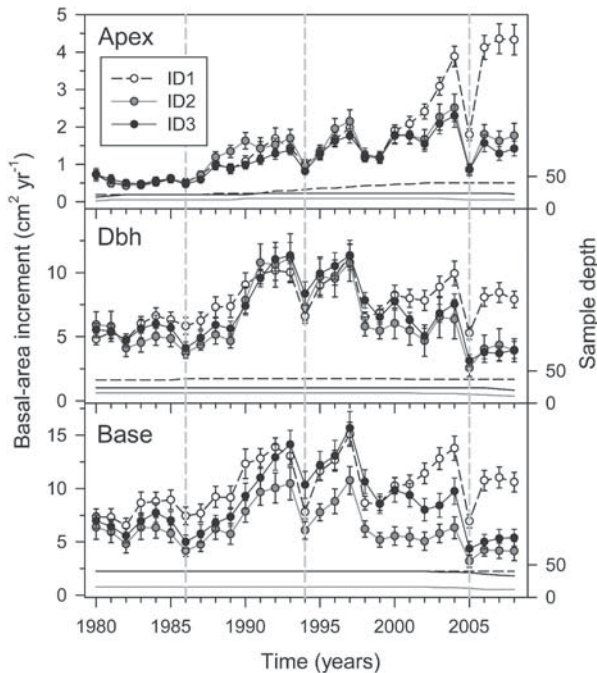 Apex
ID1
ID2
ID3
5
4
3
2
1
0
50
0
Dbh
10
5
0
50
0
Base
15
10
5
0
50
0
1980 1985 1990 1995 2000 2005
Time (years)
Basal-area increment (cm² yr⁻¹)
Sample depth